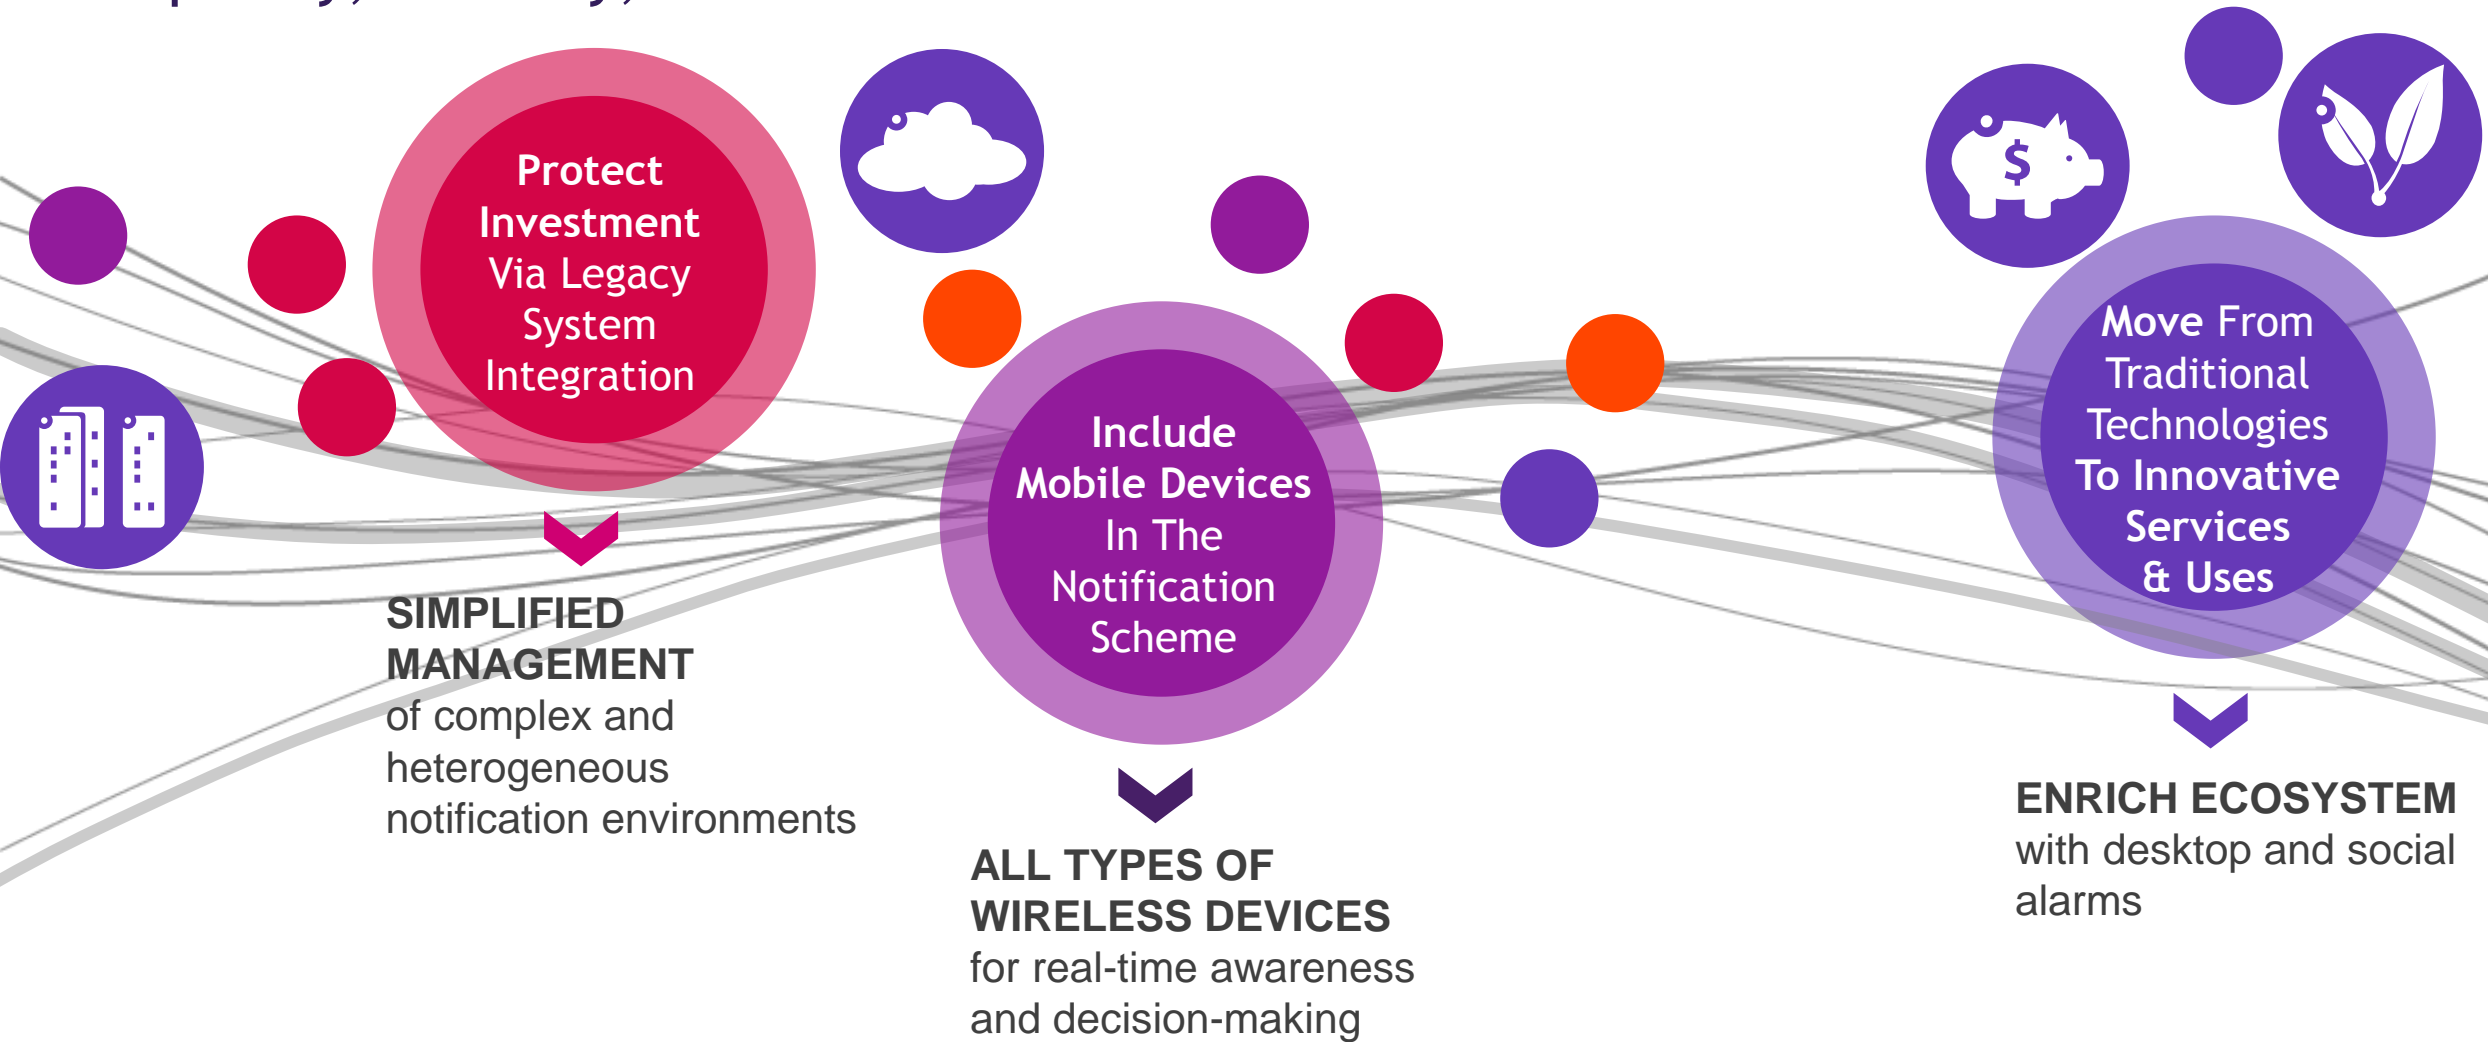 Protect
Investment
Via Legacy
System
Integration
SIMPLIFIED
MANAGEMENT
of complex and
heterogeneous
notification environments
Include
Mobile Devices
In The
Notification
Scheme
ALL TYPES OF
WIRELESS DEVICES
for real-time awareness
and decision-making
$
Move From
Traditional
Technologies
To Innovative
Services
& Uses
ENRICH ECOSYSTEM
with desktop and social
alarms